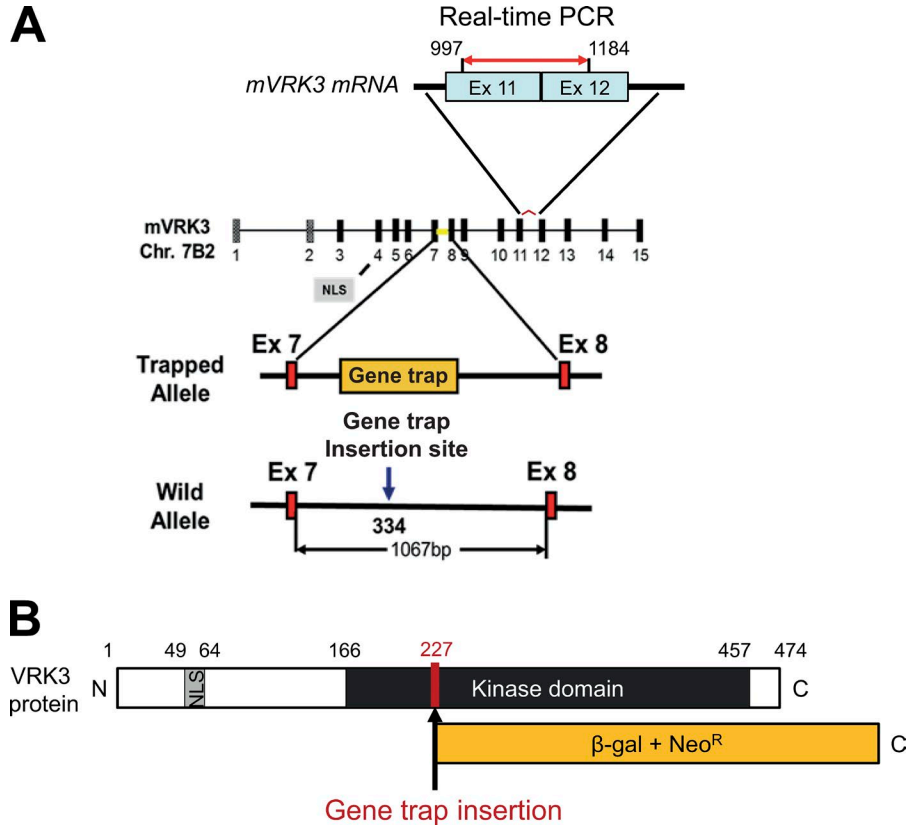 A
Real-time PCR
997 1184
mVRK3 mRNA
Ex 11 Ex 12
mVRK3
Chr. 7B2
1 2 3 4 5 6 7 8 9 10 11 12 13 14 15
NLS
Ex 7 Ex 8
Trapped
Allele
Gene trap
Gene trap
Insertion site
Ex 7 Ex 8
Wild
Allele
334
1067bp
B
1 49 64 166 227 457 474
VRK3
protein
N NLS Kinase domain C
β-gal + Neoᴿ C
Gene trap insertion